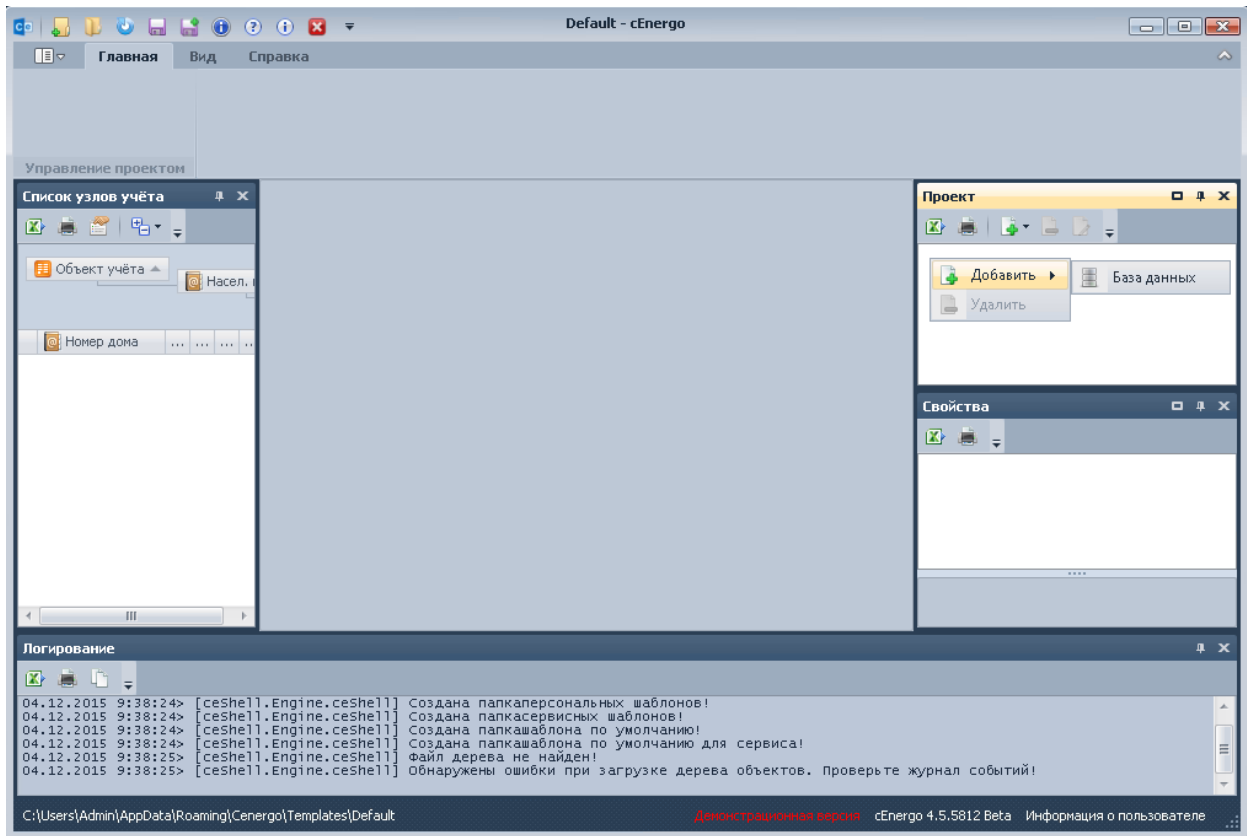 Default - cEnergo
Главная Вид Справка
Управление проектом
Список узлов учёта
Объект учёта
Насел.
Номер дома ... ... ... ..
Проект
Добавить База данных
Удалить
Свойства
Логирование
04.12.2015 9:38:24> [ceShell.Engine.ceShell] Создана папкаперсональных шаблонов!
04.12.2015 9:38:24> [ceShell.Engine.ceShell] Создана папкасервисных шаблонов!
04.12.2015 9:38:24> [ceShell.Engine.ceShell] Создана папкашаблона по умолчанию!
04.12.2015 9:38:24> [ceShell.Engine.ceShell] Создана папкашаблона по умолчанию для сервиса!
04.12.2015 9:38:25> [ceShell.Engine.ceShell] Файл дерева не найден!
04.12.2015 9:38:25> [ceShell.Engine.ceShell] Обнаружены ошибки при загрузке дерева объектов. Проверьте журнал событий!
C:\Users\Admin\AppData\Roaming\Cenergo\Templates\Default Демонстрационная версия cEnergo 4.5.5812 Beta Информация о пользователе